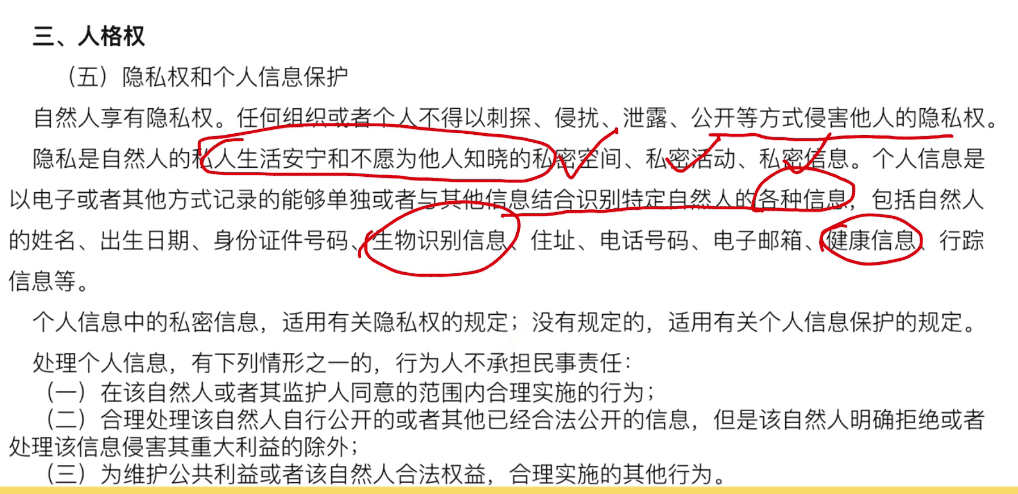 三、人格权
（五）隐私权和个人信息保护
自然人享有隐私权。任何组织或者个人不得以刺探、侵扰、泄露、公开等方式侵害他人的隐私权。
隐私是自然人的私人生活安宁和不愿为他人知晓的私密空间、私密活动、私密信息。个人信息是
以电子或者其他方式记录的能够单独或者与其他信息结合识别特定自然人的各种信息，包括自然人
的姓名、出生日期、身份证件号码、生物识别信息、住址、电话号码、电子邮箱、健康信息、行踪
信息等。
个人信息中的私密信息，适用有关隐私权的规定；没有规定的，适用有关个人信息保护的规定。
处理个人信息，有下列情形之一的，行为人不承担民事责任：
（一）在该自然人或者其监护人同意的范围内合理实施的行为；
（二）合理处理该自然人自行公开的或者其他已经合法公开的信息，但是该自然人明确拒绝或者
处理该信息侵害其重大利益的除外；
（三）为维护公共利益或者该自然人合法权益，合理实施的其他行为。